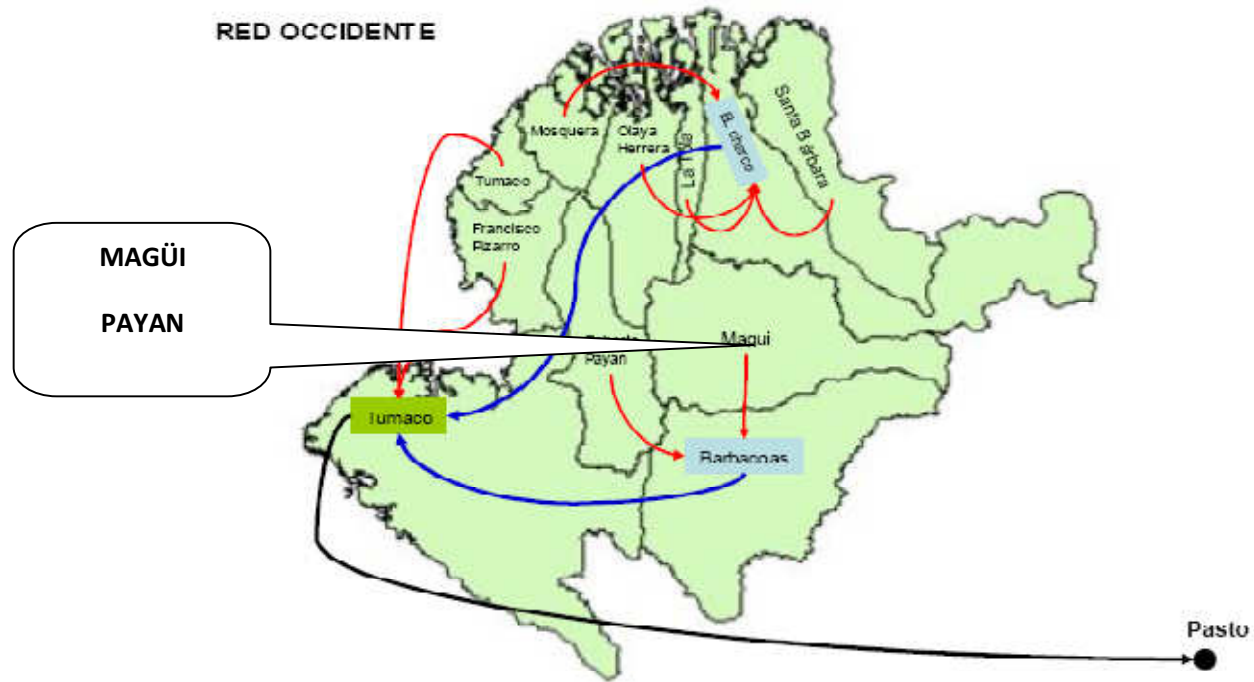 RED OCCIDENTE
Mosquera
Olaya
Herrera
La Tola
El charco
Santa Bárbara
Tumaco
Francisco
Pizarro
MAGÜI
PAYAN
Magui
Payan
Tumaco
Barbacoas
Pasto